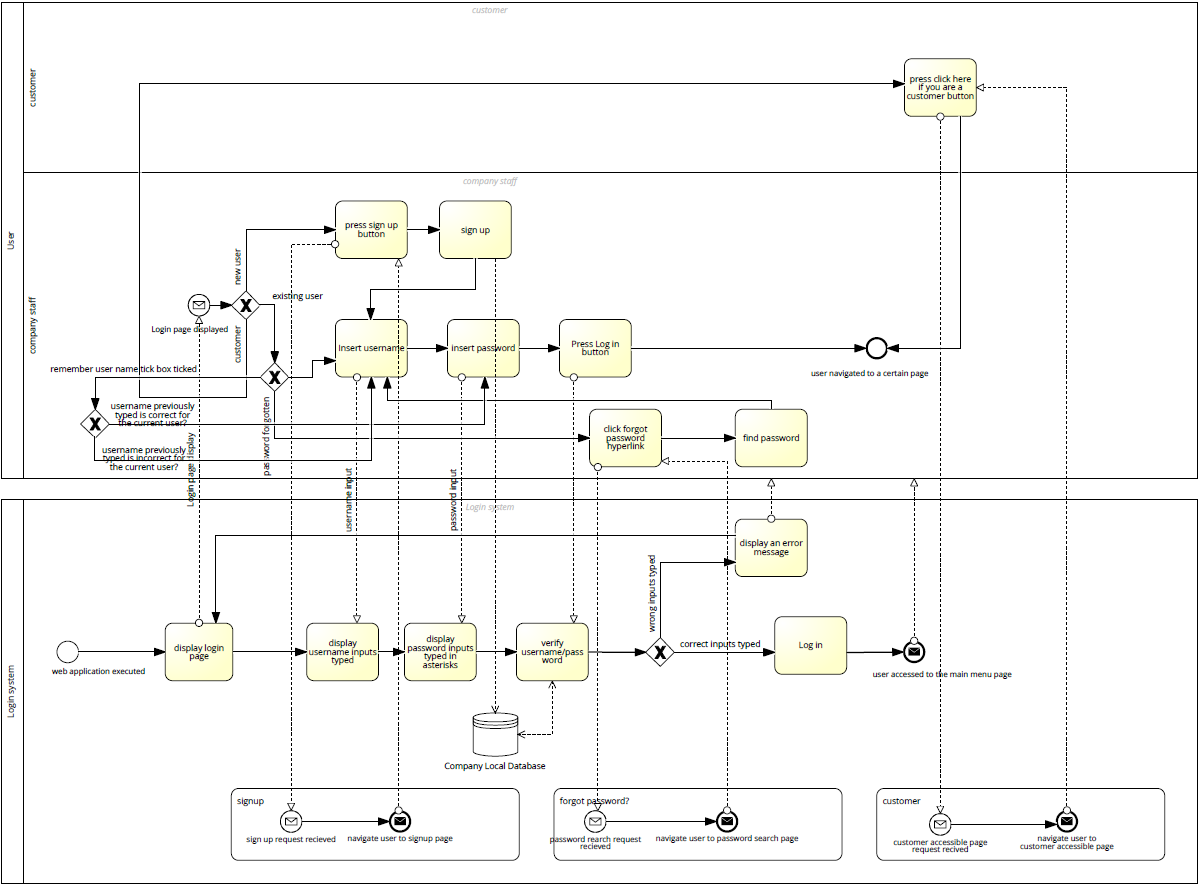 customer
customer
press click here
if you are a
customer button
User
company staff
company staff
press sign up
button
sign up
new user
existing user
Login page displayed
customer
Insert username
insert password
Press Log in
button
user navigated to a certain page
remember user name tick box ticked
username previously
typed is correct for
the current user?
username previously
typed is incorrect for
the current user?
password forgotten
click forgot
password
hyperlink
find password
Login page display
username input
password input
Login system
Login system
display an error
message
wrong inputs typed
correct inputs typed
web application executed
display login
page
display
username inputs
typed
display
password inputs
typed in
asterisks
verify
username/pass
word
Log in
user accessed to the main menu page
Company Local Database
signup
sign up request recieved
navigate user to signup page
forgot password?
password rearch request
recieved
navigate user to password search page
customer
customer accessible page
request recived
navigate user to
customer accessible page